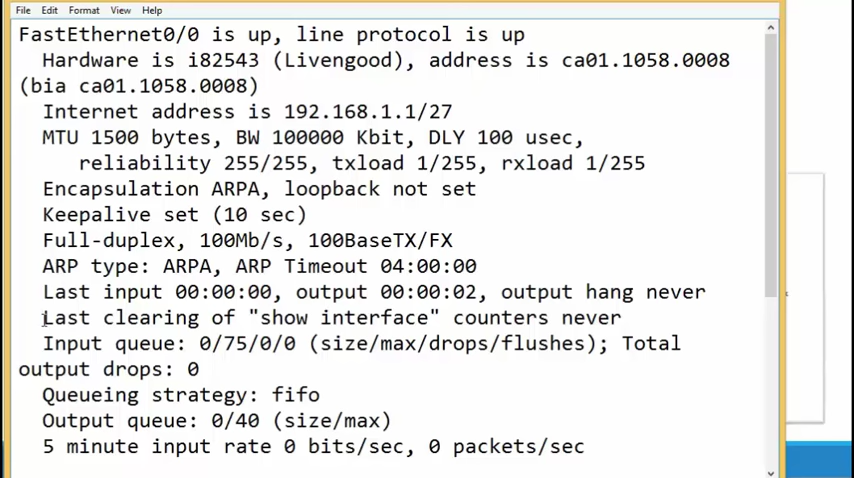 File Edit Format View Help
FastEthernet0/0 is up, line protocol is up
Hardware is i82543 (Livengood), address is ca01.1058.0008
(bia ca01.1058.0008)
Internet address is 192.168.1.1/27
MTU 1500 bytes, BW 100000 Kbit, DLY 100 usec,
reliability 255/255, txload 1/255, rxload 1/255
Encapsulation ARPA, loopback not set
Keepalive set (10 sec)
Full-duplex, 100Mb/s, 100BaseTX/FX
ARP type: ARPA, ARP Timeout 04:00:00
Last input 00:00:00, output 00:00:02, output hang never
Last clearing of "show interface" counters never
Input queue: 0/75/0/0 (size/max/drops/flushes); Total
output drops: 0
Queueing strategy: fifo
Output queue: 0/40 (size/max)
5 minute input rate 0 bits/sec, 0 packets/sec